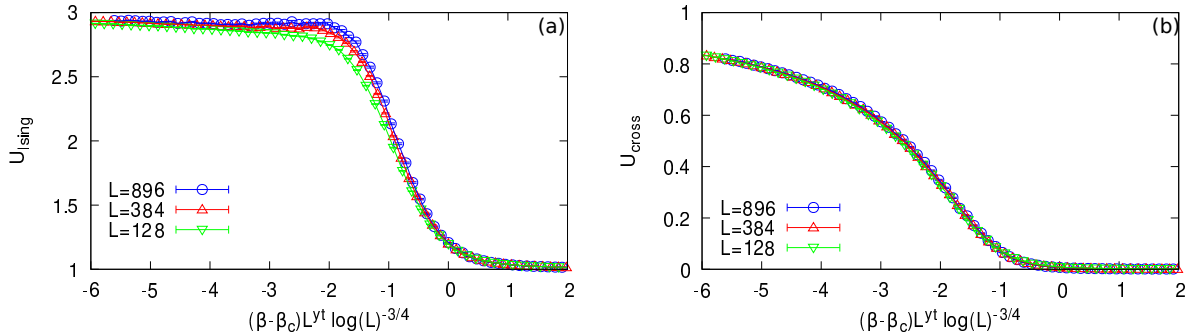 (a)
3
2.5
2
1.5
1
U_Ising
L=896
L=384
L=128
-6 -5 -4 -3 -2 -1 0 1 2
(β-β_c)L^yt log(L)^-3/4
(b)
1
0.8
0.6
0.4
0.2
0
U_cross
L=896
L=384
L=128
-6 -5 -4 -3 -2 -1 0 1 2
(β-β_c)L^yt log(L)^-3/4